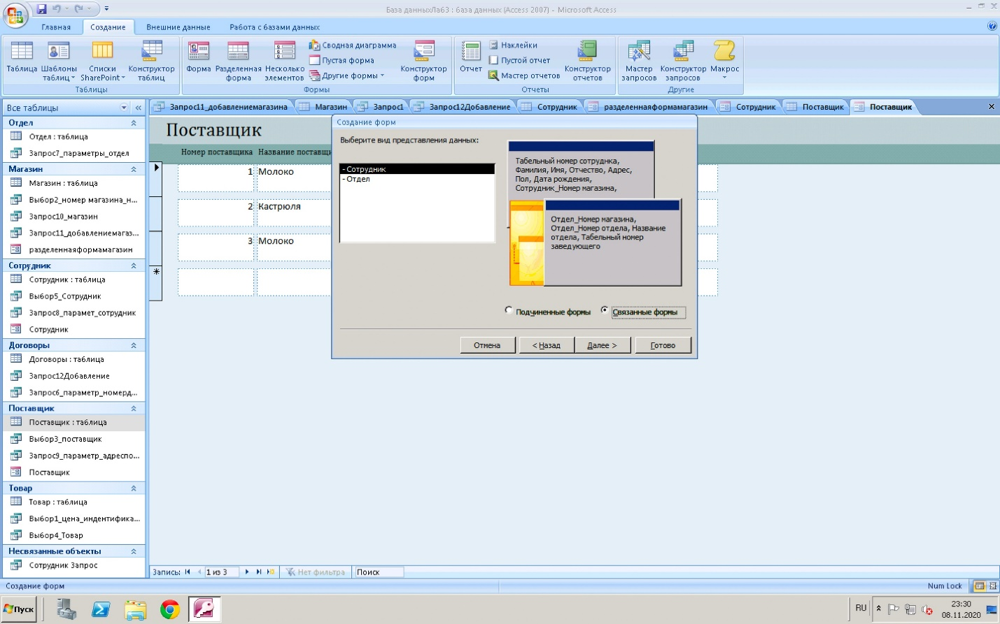 База данныхЛаб3 : база данных (Access 2007) - Microsoft Access
Главная
Создание
Внешние данные
Работа с базами данных
Таблица
Шаблоны таблиц
Списки SharePoint
Конструктор таблиц
Таблицы
Форма
Разделенная форма
Несколько элементов
Сводная диаграмма
Пустая форма
Другие формы
Конструктор форм
Формы
Отчет
Наклейки
Пустой отчет
Мастер отчетов
Конструктор отчетов
Отчеты
Мастер запросов
Конструктор запросов
Макрос
Другие
Все таблицы
Отдел
Отдел : таблица
Запрос7_параметры_отдел
Магазин
Магазин : таблица
Выбор2_номер магазина_н...
Запрос10_магазин
Запрос11_добавлениемагаз...
разделеннаяформамагазин
Сотрудник
Сотрудник : таблица
Выбор5_Сотрудник
Запрос8_парамет_сотрудник
Сотрудник
Договоры
Договоры : таблица
Запрос12Добавление
Запрос6_параметр_номерд...
Поставщик
Поставщик : таблица
Выбор3_поставщик
Запрос9_параметр_адреспо...
Поставщик
Товар
Товар : таблица
Выбор1_цена_индентифика...
Выбор4_Товар
Несвязанные объекты
Сотрудник Запрос
Запрос11_добавлениемагазина
Магазин
Запрос1
Запрос12Добавление
Сотрудник
разделеннаяформамагазин
Сотрудник
Поставщик
Поставщик
Поставщик
Номер поставщика Название поставщи
1 Молоко
2 Кастрюля
3 Молоко
Создание форм
Выберите вид представления данных:
- Сотрудник
- Отдел
Табельный номер сотруднка,
Фамилия, Имя, Отчество, Адрес,
Пол, Дата рождения,
Сотрудник_Номер магазина,
Отдел_Номер магазина,
Отдел_Номер отдела, Название
отдела, Табельный номер
заведующего
Подчиненные формы
Связанные формы
Отмена
< Назад
Далее >
Готово
Запись:
1 из 3
Нет фильтра
Поиск
Создание форм
Num Lock
Пуск
RU
23:30
08.11.2020